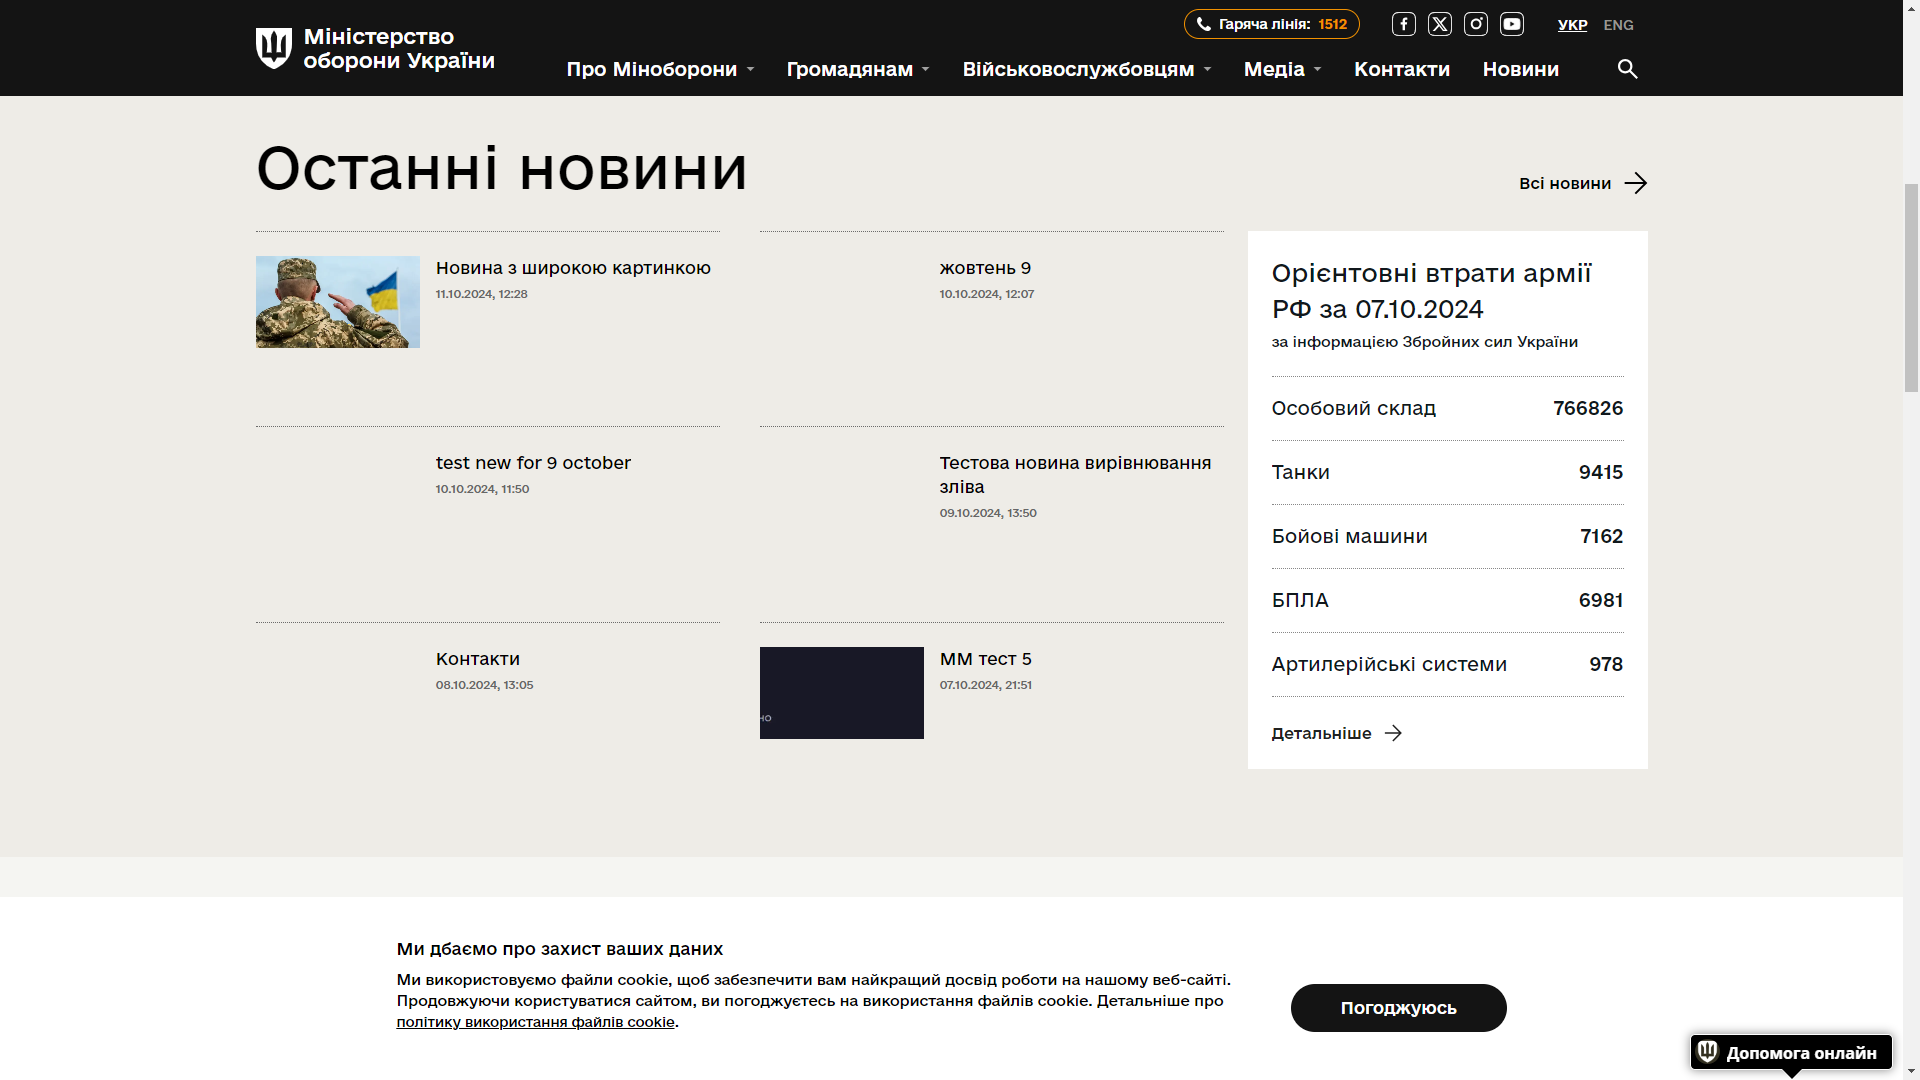 Міністерство
оборони України
Гаряча лінія: 1512
УКР ENG
Про Міноборони
Громадянам
Військовослужбовцям
Медіа
Контакти
Новини
Останні новини
Всі новини
Новина з широкою картинкою
11.10.2024, 12:28
жовтень 9
10.10.2024, 12:07
test new for 9 october
10.10.2024, 11:50
Тестова новина вирівнювання
зліва
09.10.2024, 13:50
Контакти
08.10.2024, 13:05
но
ММ тест 5
07.10.2024, 21:51
Орієнтовні втрати армії
РФ за 07.10.2024
за інформацією Збройних сил України
Особовий склад 766826
Танки 9415
Бойові машини 7162
БПЛА 6981
Артилерійські системи 978
Детальніше
Ми дбаємо про захист ваших даних
Ми використовуємо файли cookie, щоб забезпечити вам найкращий досвід роботи на нашому веб-сайті.
Продовжуючи користуватися сайтом, ви погоджуєтесь на використання файлів cookie. Детальніше про
політику використання файлів cookie.
Погоджуюсь
Допомога онлайн